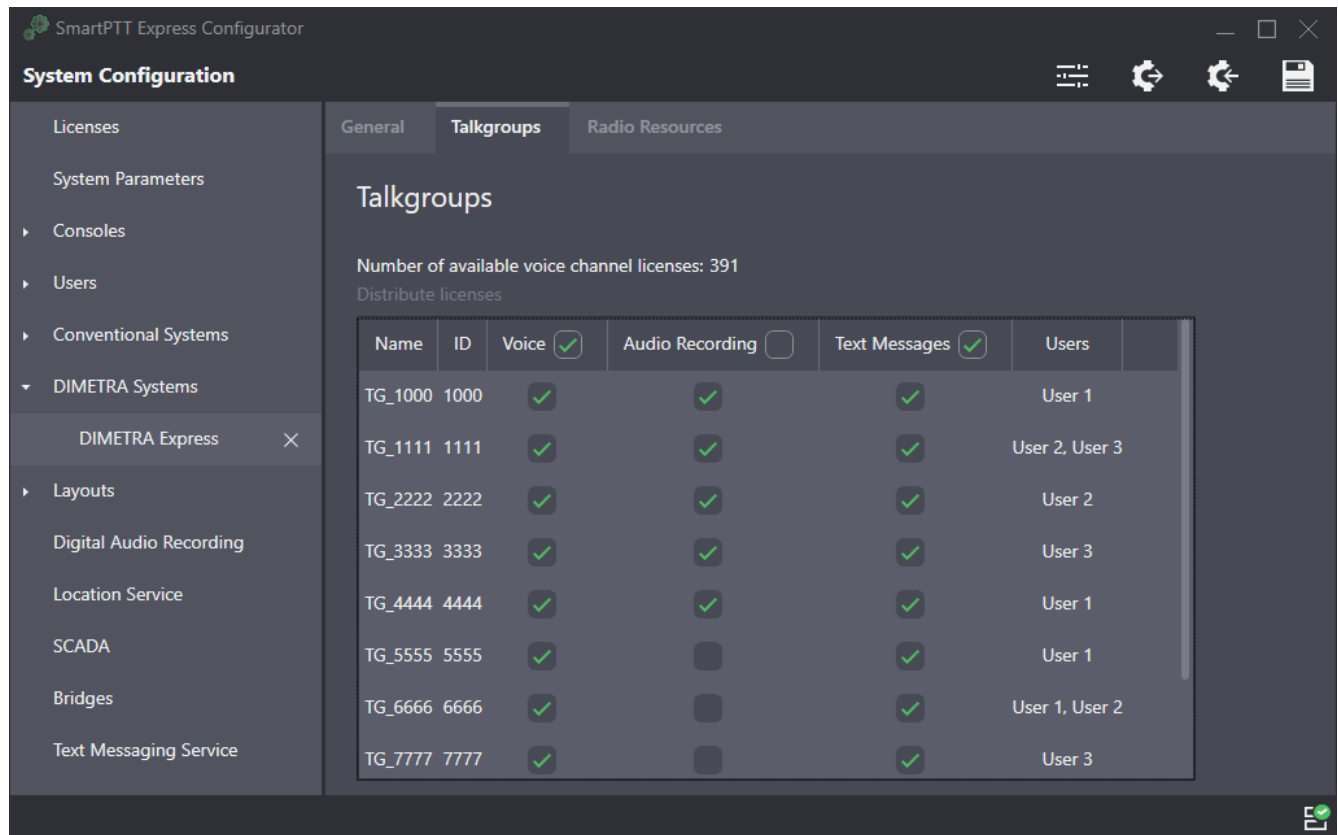 SmartPTT Express Configurator
System Configuration
Licenses
System Parameters
Consoles
Users
Conventional Systems
DIMETRA Systems
DIMETRA Express
Layouts
Digital Audio Recording
Location Service
SCADA
Bridges
Text Messaging Service
General Talkgroups Radio Resources
Talkgroups
Number of available voice channel licenses: 391
Distribute licenses
Name ID Voice Audio Recording Text Messages Users
TG_1000 1000 User 1
TG_1111 1111 User 2, User 3
TG_2222 2222 User 2
TG_3333 3333 User 3
TG_4444 4444 User 1
TG_5555 5555 User 1
TG_6666 6666 User 1, User 2
TG_7777 7777 User 3